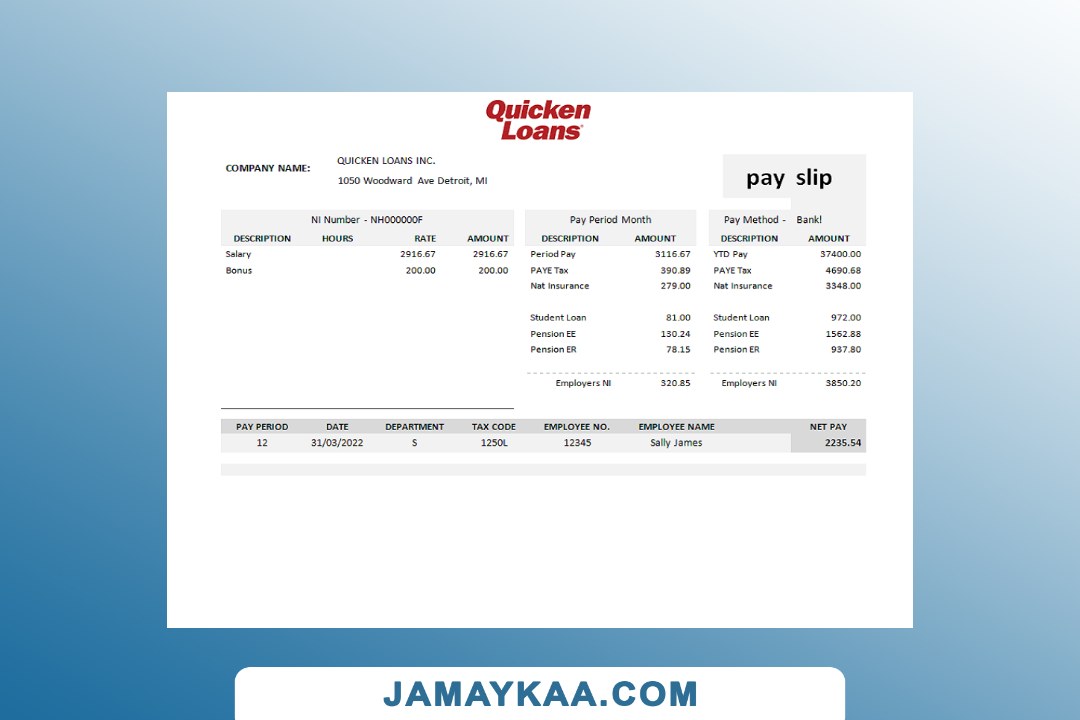 Quicken
Loans
COMPANY NAME: QUICKEN LOANS INC.
1050 Woodward Ave Detroit, MI
pay slip
NI Number - NH000000F Pay Period Month Pay Method - Bank!
DESCRIPTION HOURS RATE AMOUNT DESCRIPTION AMOUNT DESCRIPTION AMOUNT
Salary 2916.67 2916.67 Period Pay 3116.67 YTD Pay 37400.00
Bonus 200.00 200.00 PAYE Tax 390.89 PAYE Tax 4690.68
Nat Insurance 279.00 Nat Insurance 3348.00
Student Loan 81.00 Student Loan 972.00
Pension EE 130.24 Pension EE 1562.88
Pension ER 78.15 Pension ER 937.80
Employers NI 320.85 Employers NI 3850.20
PAY PERIOD DATE DEPARTMENT TAX CODE EMPLOYEE NO. EMPLOYEE NAME NET PAY
12 31/03/2022 S 1250L 12345 Sally James 2235.54
JAMAYKAA.COM